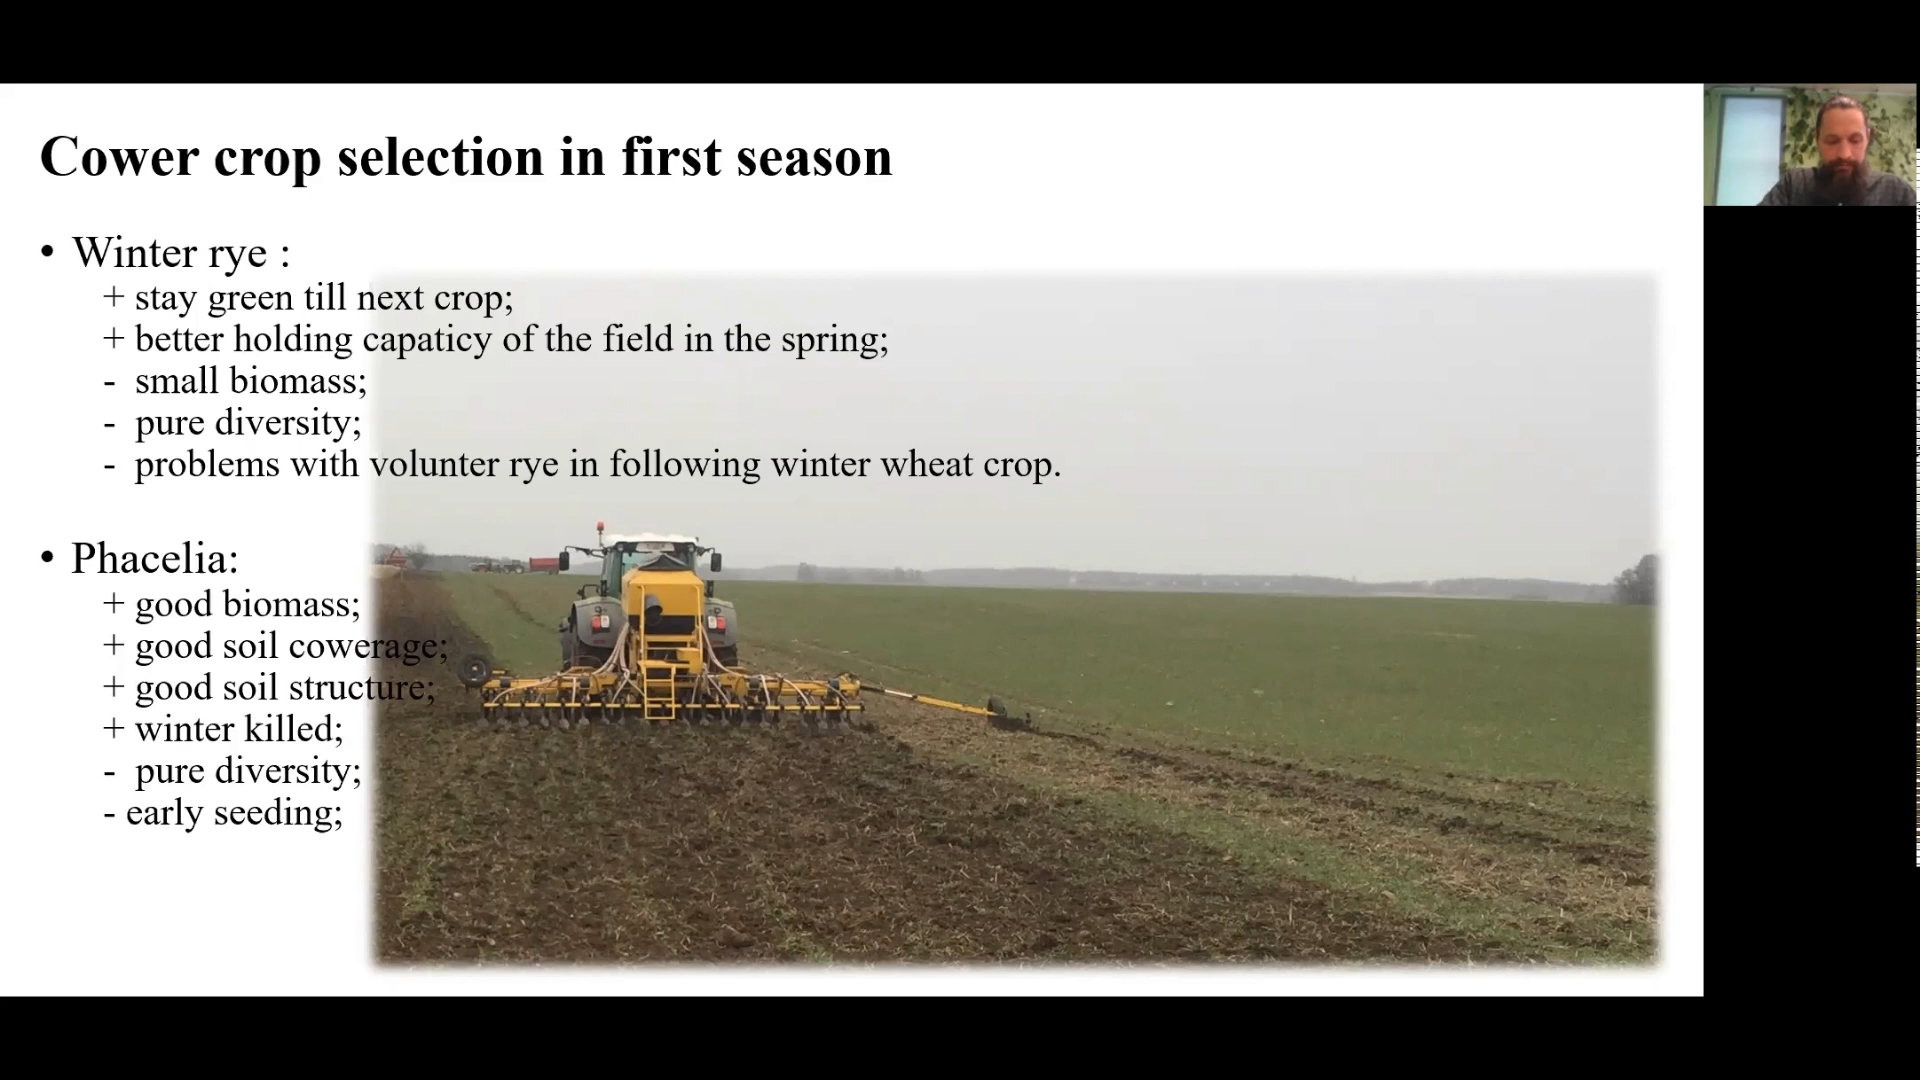 Cower crop selection in first season
• Winter rye :
+ stay green till next crop;
+ better holding capaticy of the field in the spring;
- small biomass;
- pure diversity;
- problems with volunter rye in following winter wheat crop.
• Phacelia:
+ good biomass;
+ good soil cowerage;
+ good soil structure;
+ winter killed;
- pure diversity;
- early seeding;